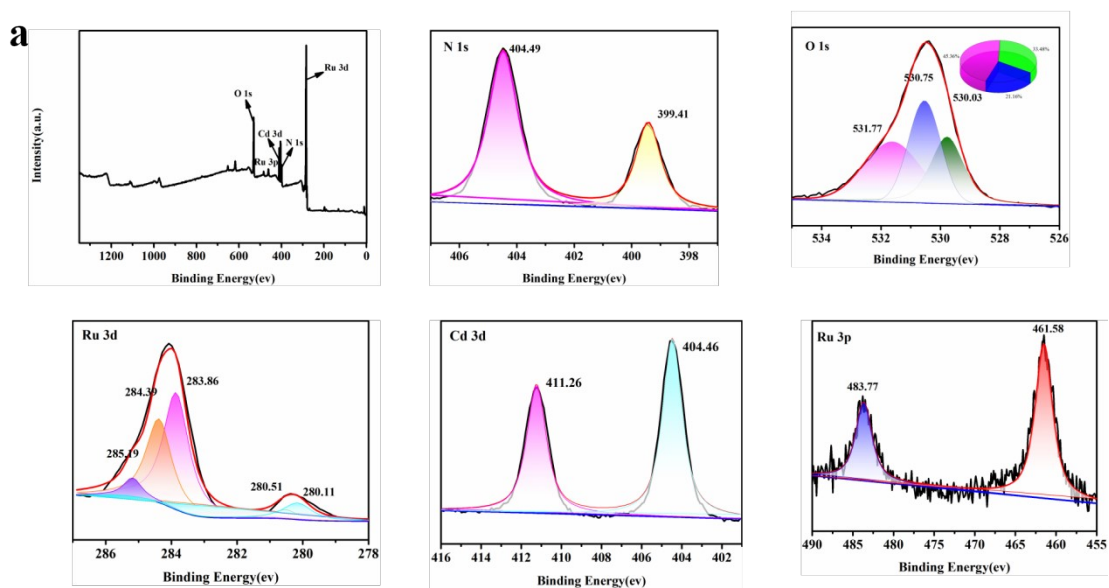 a
Intensity(a.u.)
O 1s
Ru 3d
Cd 3d
N 1s
Ru 3p
1200 1000 800 600 400 200 0
Binding Energy(ev)
N 1s
404.49
399.41
406 404 402 400 398
Binding Energy(ev)
O 1s
530.75
530.03
531.77
534 532 530 528 526
Binding Energy(ev)
Ru 3d
284.39
283.86
285.19
280.51
280.11
286 284 282 280 278
Binding Energy(ev)
Cd 3d
411.26
404.46
416 414 412 410 408 406 404 402
Binding Energy(ev)
Ru 3p
461.58
483.77
490 485 480 475 470 465 460 455
Binding Energy(ev)